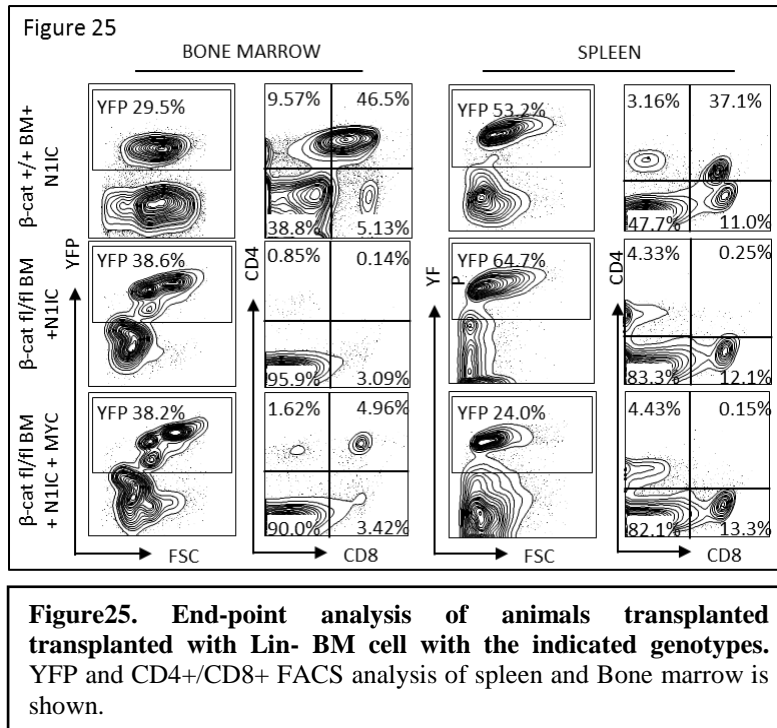 Figure 25
BONE MARROW
SPLEEN
β-cat +/+ BM+
N1IC
YFP 29.5%
9.57%
46.5%
38.8%
5.13%
YFP 53.2%
3.16%
37.1%
47.7%
11.0%
β-cat fl/fl BM
+N1IC
YFP
YFP 38.6%
CD4
0.85%
0.14%
95.9%
3.09%
YF
P
YFP 64.7%
CD4
4.33%
0.25%
83.3%
12.1%
β-cat fl/fl BM
+ N1IC + MYC
YFP 38.2%
1.62%
4.96%
90.0%
3.42%
YFP 24.0%
4.43%
0.15%
82.1%
13.3%
FSC
CD8
FSC
CD8
Figure25. End-point analysis of animals transplanted
transplanted with Lin- BM cell with the indicated genotypes.
YFP and CD4+/CD8+ FACS analysis of spleen and Bone marrow is
shown.